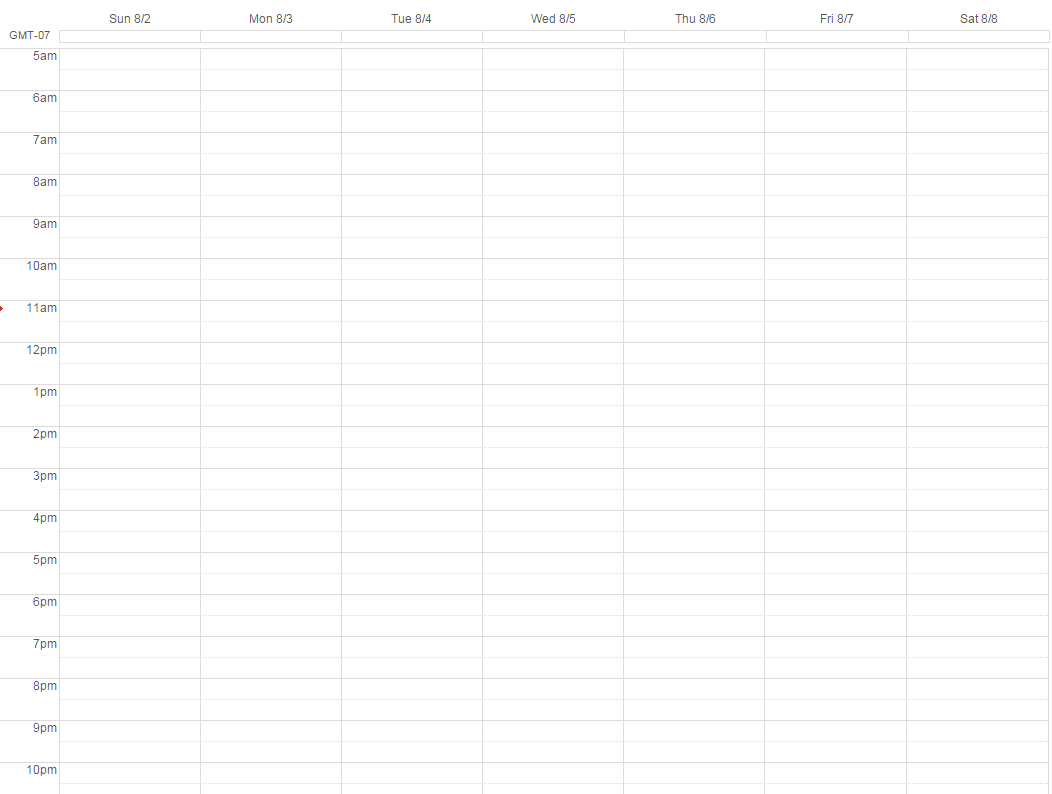 Sun 8/2 Mon 8/3 Tue 8/4 Wed 8/5 Thu 8/6 Fri 8/7 Sat 8/8
GMT-07
5am
6am
7am
8am
9am
10am
11am
12pm
1pm
2pm
3pm
4pm
5pm
6pm
7pm
8pm
9pm
10pm